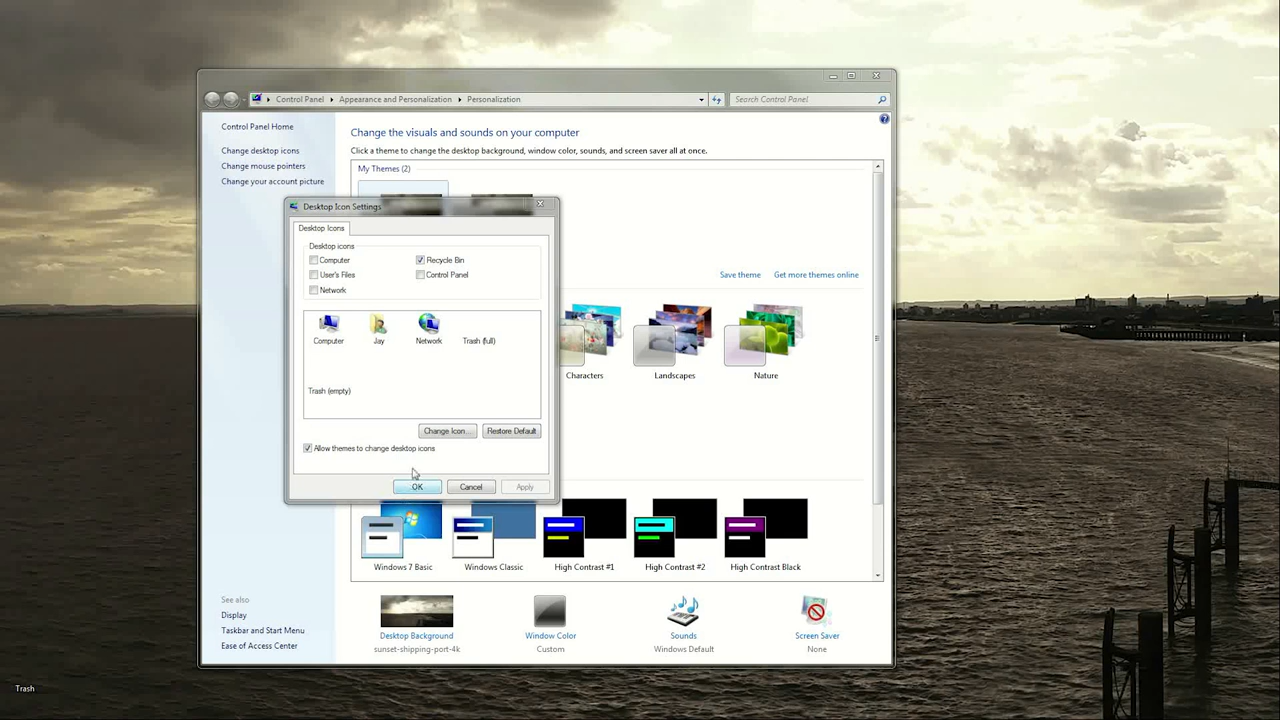 Control Panel Appearance and Personalization Personalization Search Control Panel
Control Panel Home
Change desktop icons
Change mouse pointers
Change your account picture
See also
Display
Taskbar and Start Menu
Ease of Access Center
Change the visuals and sounds on your computer
Click a theme to change the desktop background, window color, sounds, and screen saver all at once.
My Themes (2)
Save theme Get more themes online
Characters Landscapes Nature
Windows 7 Basic Windows Classic High Contrast #1 High Contrast #2 High Contrast Black
Desktop Background Window Color Sounds Screen Saver
sunset-shipping-port-4k Custom Windows Default None
Desktop Icon Settings
Desktop Icons
Desktop icons
Computer Recycle Bin
User's Files Control Panel
Network
Computer Jay Network Trash (full)
Trash (empty)
Change Icon... Restore Default
Allow themes to change desktop icons
OK Cancel Apply
Trash